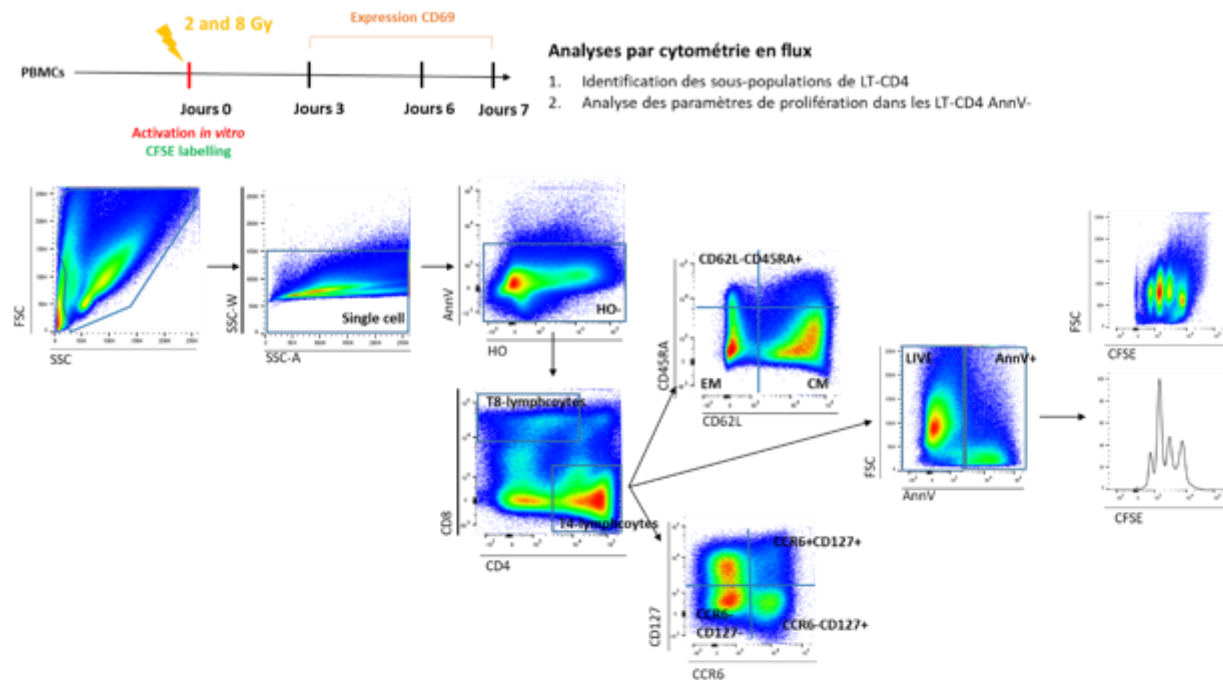 2 and 8 Gy
Expression CD69
PBMCs
Jours 0
Jours 3
Jours 6
Jours 7
Activation in vitro
CFSE labelling
Analyses par cytométrie en flux
1. Identification des sous-populations de LT-CD4
2. Analyse des paramètres de prolifération dans les LT-CD4 AnnV-
FSC
SSC
SSC-W
Single cell
SSC-A
AnnV
HO-
HO
CD8
T8-lymphcoytes
T4-lymphcoytes
CD4
CD45RA
CD62L-CD45RA+
EM
CM
CD62L
CD127
CCR6+CD127+
CCR6-
CD127-
CCR6-CD127+
CCR6
FSC
LIVE
AnnV+
AnnV
FSC
CFSE
CFSE